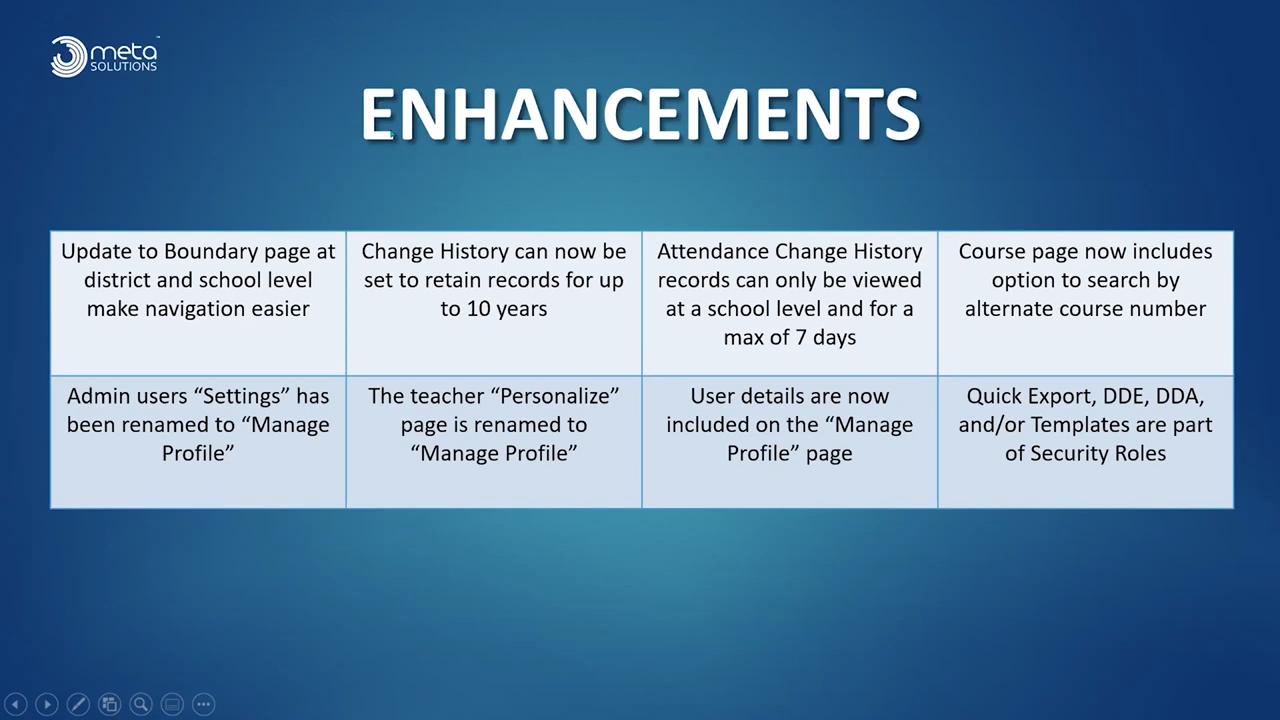 meta
SOLUTIONS
ENHANCEMENTS
Update to Boundary page at
district and school level
make navigation easier
Change History can now be
set to retain records for up
to 10 years
Attendance Change History
records can only be viewed
at a school level and for a
max of 7 days
Course page now includes
option to search by
alternate course number
Admin users “Settings” has
been renamed to “Manage
Profile”
The teacher “Personalize”
page is renamed to
“Manage Profile”
User details are now
included on the “Manage
Profile” page
Quick Export, DDE, DDA,
and/or Templates are part
of Security Roles